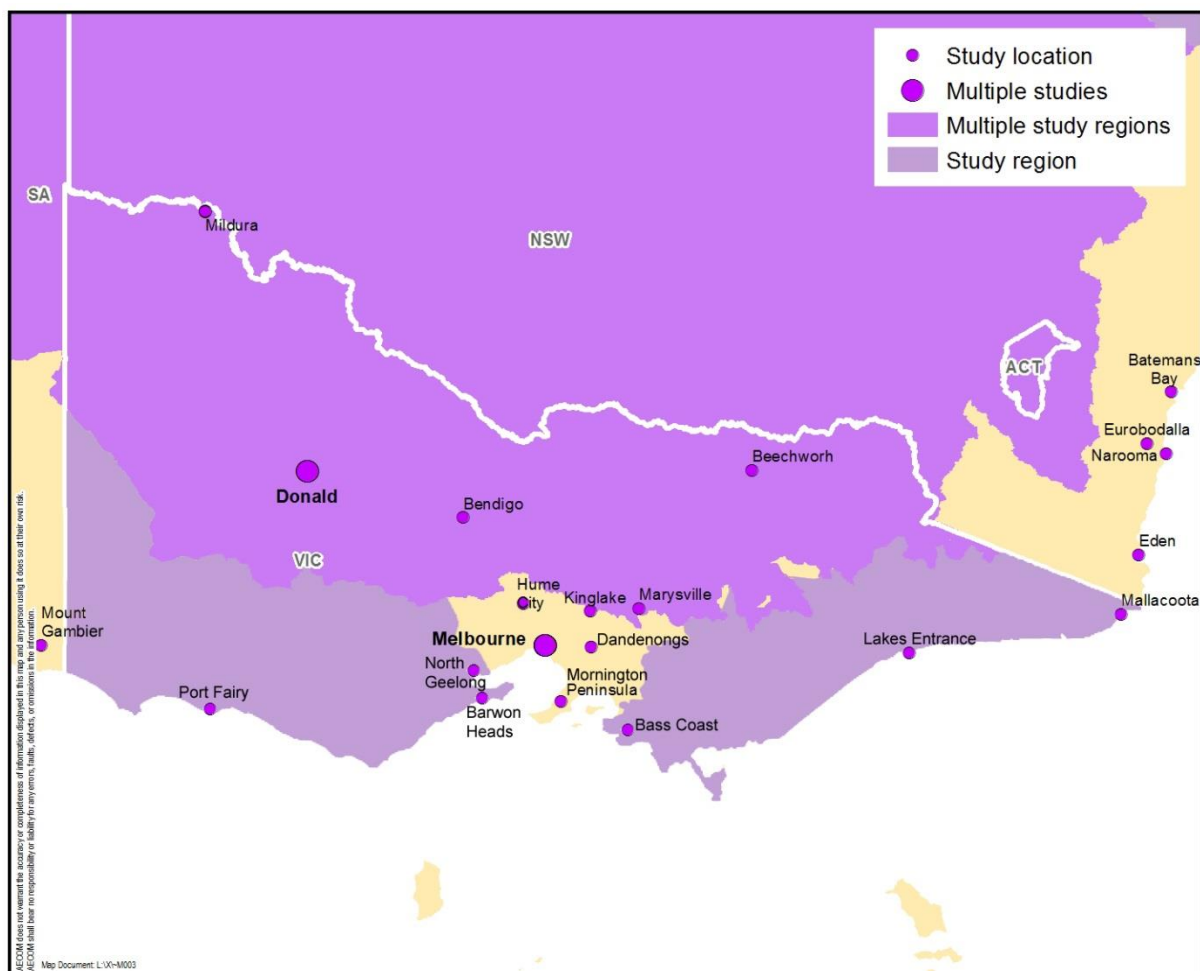 Study location
Multiple studies
Multiple study regions
Study region
SA
Mildura
NSW
ACT
Batemans
Bay
Eurobodalla
Narooma
Beechworh
Donald
Bendigo
VIC
Eden
Hume
City
Kinglake
Marysville
Mallacoota
Mount
Gambier
Melbourne
Dandenongs
Lakes Entrance
North
Geelong
Mornington
Peninsula
Port Fairy
Barwon
Heads
Bass Coast
AECOM does not warrant the accuracy or completeness of information displayed in this map and any person using it does so at their own risk.
AECOM shall bear no responsibility or liability for any errors, faults, defects, or omissions in the information.
Map Document: L:\X\~M003